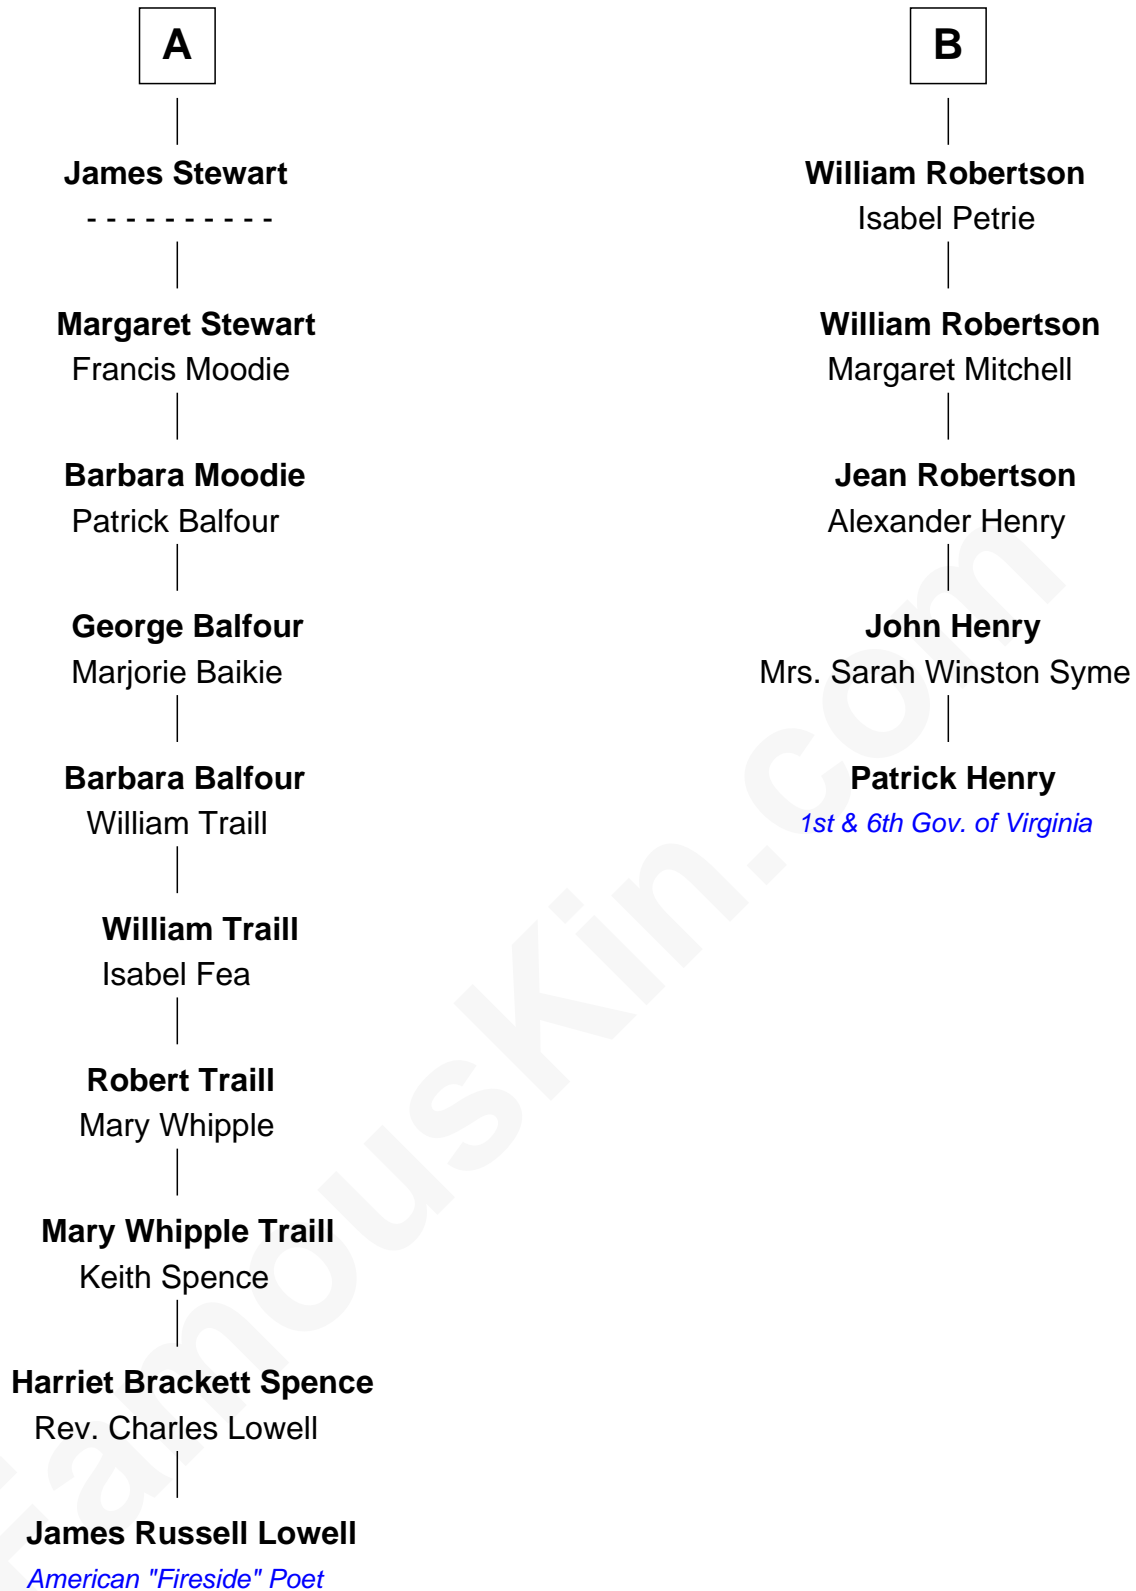 A
James Stewart
- - - - - - - - - -
Margaret Stewart
Francis Moodie
Barbara Moodie
Patrick Balfour
George Balfour
Marjorie Baikie
Barbara Balfour
William Traill
William Traill
Isabel Fea
Robert Traill
Mary Whipple
Mary Whipple Traill
Keith Spence
Harriet Brackett Spence
Rev. Charles Lowell
James Russell Lowell
American "Fireside" Poet
B
William Robertson
Isabel Petrie
William Robertson
Margaret Mitchell
Jean Robertson
Alexander Henry
John Henry
Mrs. Sarah Winston Syme
Patrick Henry
1st & 6th Gov. of Virginia
FamousKin.com